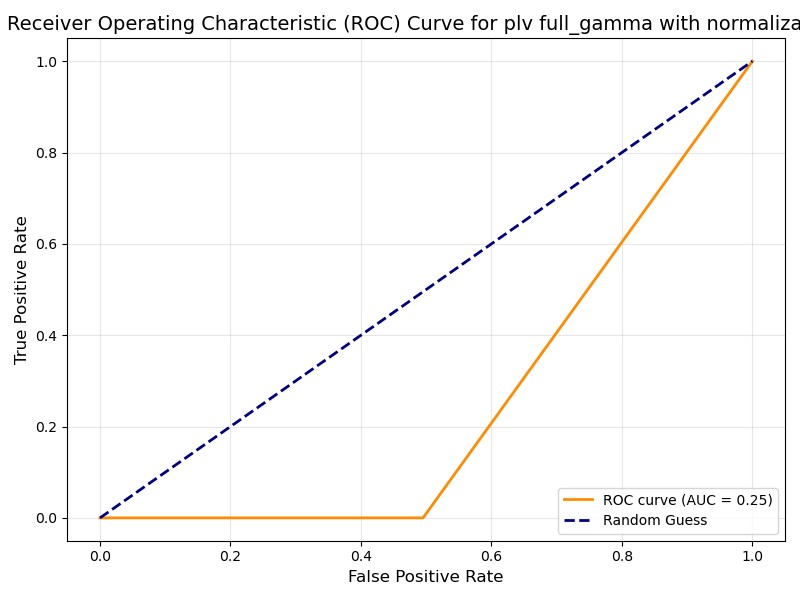 Receiver Operating Characteristic (ROC) Curve for plv full_gamma with normaliza
1.0
0.8
0.6
0.4
0.2
0.0
True Positive Rate
0.0 0.2 0.4 0.6 0.8 1.0
False Positive Rate
ROC curve (AUC = 0.25)
Random Guess